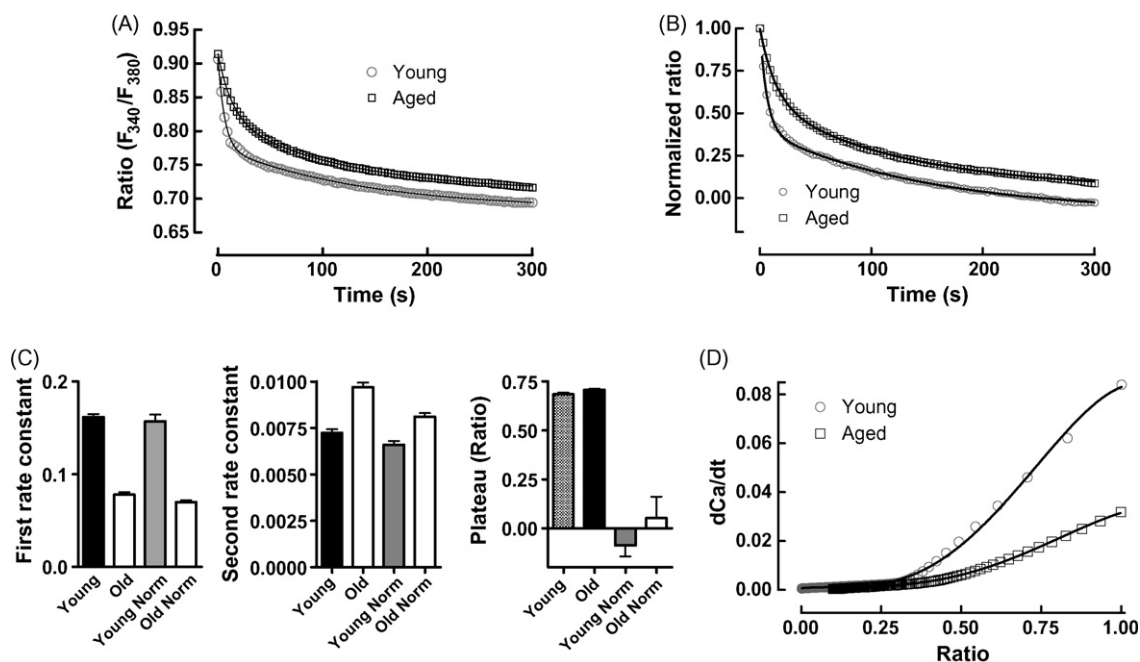 (A)
0.95
0.90
0.85
0.80
0.75
0.70
0.65
Ratio (F340/F380)
Young
Aged
0
100
200
300
Time (s)
(B)
1.00
0.75
0.50
0.25
0.00
Normalized ratio
Young
Aged
0
100
200
300
Time (s)
(C)
0.2
0.1
0.0
First rate constant
Young
Old
Young Norm
Old Norm
0.0100
0.0075
0.0050
0.0025
0.0000
Second rate constant
Young
Old
Young Norm
Old Norm
0.75
0.50
0.25
0.00
Plateau (Ratio)
Young
Old
Young Norm
Old Norm
(D)
0.08
0.06
0.04
0.02
0.00
dCa/dt
Young
Aged
0.00
0.25
0.50
0.75
1.00
Ratio